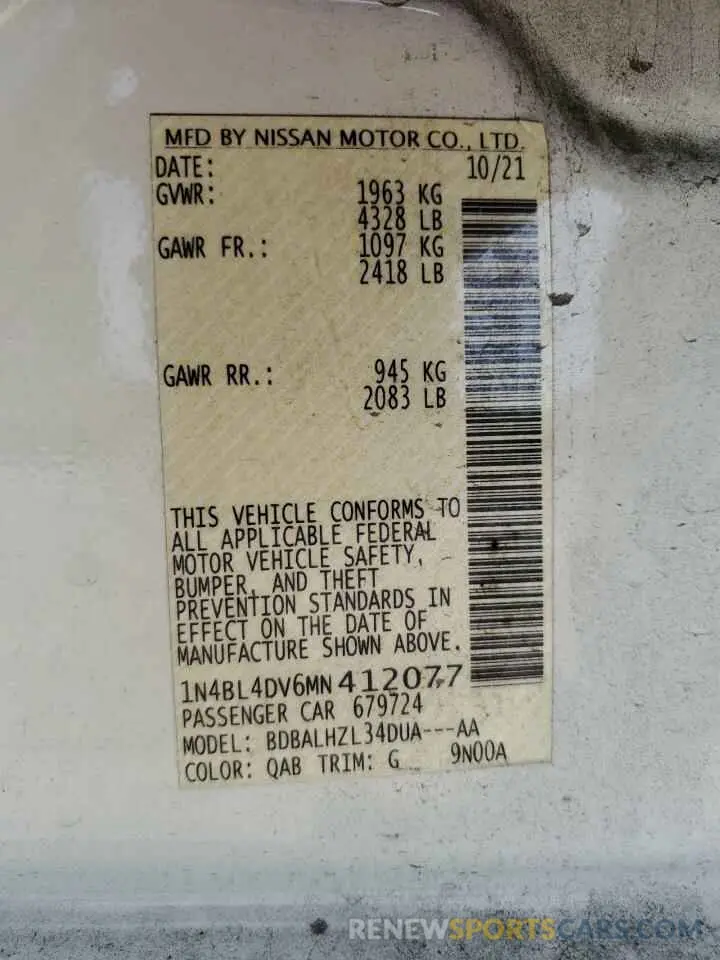 MFD BY NISSAN MOTOR CO., LTD.
DATE: 10/21
GVWR: 1963 KG
4328 LB
GAWR FR.: 1097 KG
2418 LB
GAWR RR.: 945 KG
2083 LB
THIS VEHICLE CONFORMS TO
ALL APPLICABLE FEDERAL
MOTOR VEHICLE SAFETY,
BUMPER, AND THEFT
PREVENTION STANDARDS IN
EFFECT ON THE DATE OF
MANUFACTURE SHOWN ABOVE.
1N4BL4DV6MN412077
PASSENGER CAR 679724
MODEL: BDBALHZL34DUA---AA
COLOR: QAB TRIM: G 9N00A
RENEWSPORTSCARS.COM